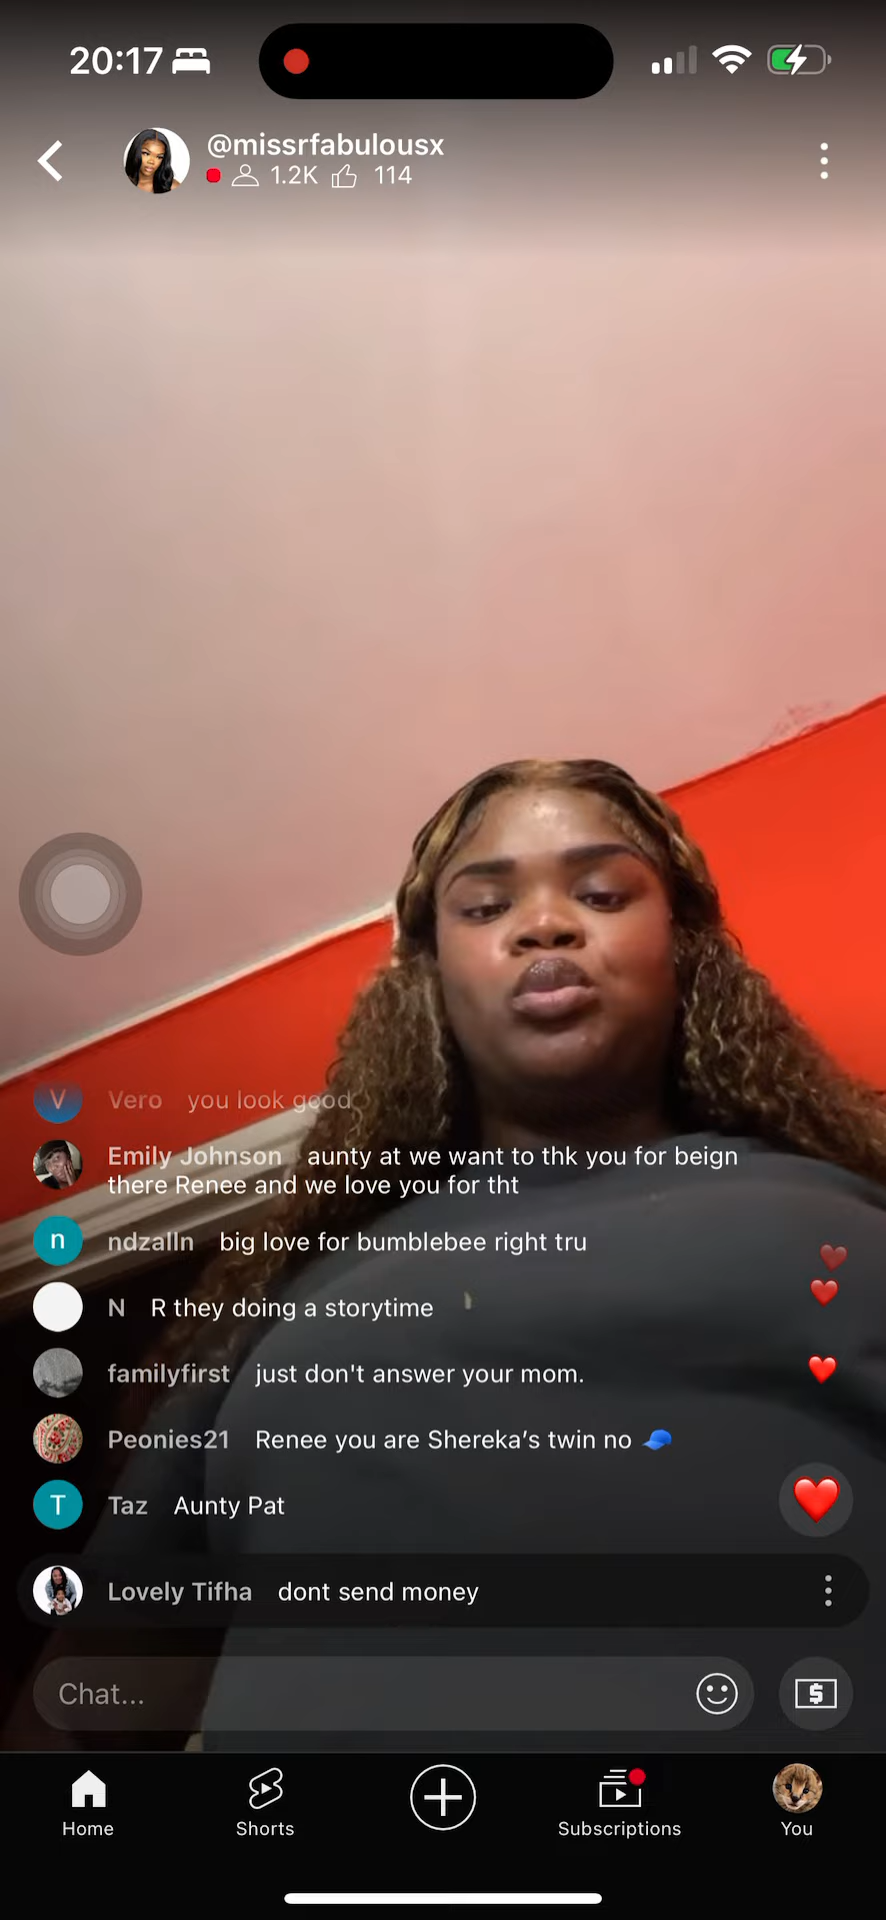 20:17
@missrfabulousx
1.2K 114
V Vero you look good
Emily Johnson aunty at we want to thk you for beign
there Renee and we love you for tht
n ndzalln big love for bumblebee right tru
N R they doing a storytime
familyfirst just don't answer your mom.
Peonies21 Renee you are Shereka's twin no 🧢
T Taz Aunty Pat
Lovely Tifha dont send money
Chat...
$
Home Shorts Subscriptions You